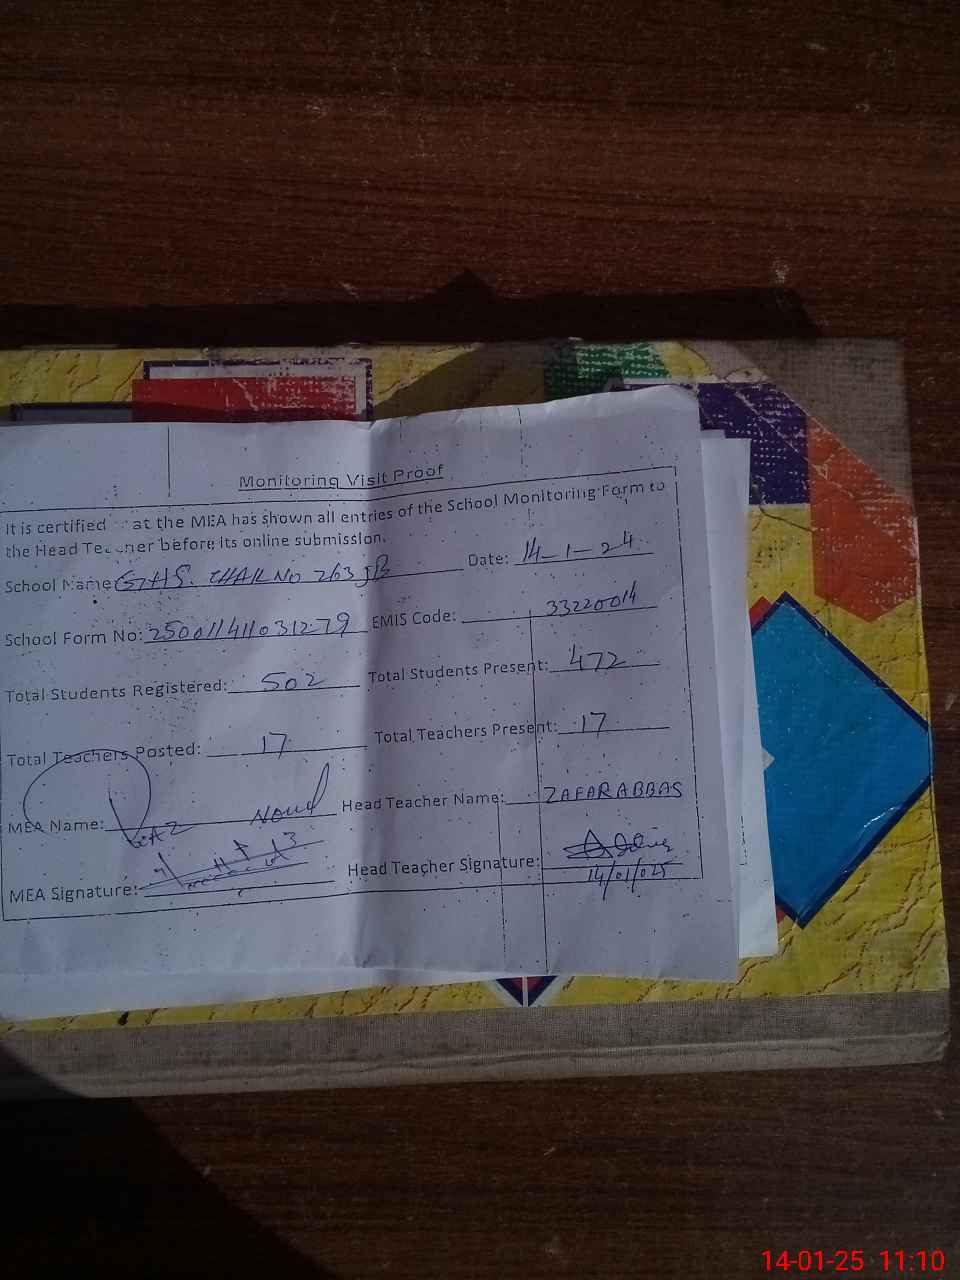 Monitoring Visit Proof
It is certified at the MEA has shown all entries of the School Monitoring Form to
the Head Teacher before its online submission.
School Name GHS. CHAK No 263 JB Date: 14-1-24
School Form No: 25001141031279 EMIS Code: 33220014
Total Students Registered: 502 Total Students Present: 472
Total Teachers Posted: 17 Total Teachers Present: 17
MEA Name: Head Teacher Name: ZAFAR ABBAS
MEA Signature: Head Teacher Signature:
14/01/025
14-01-25 11:10